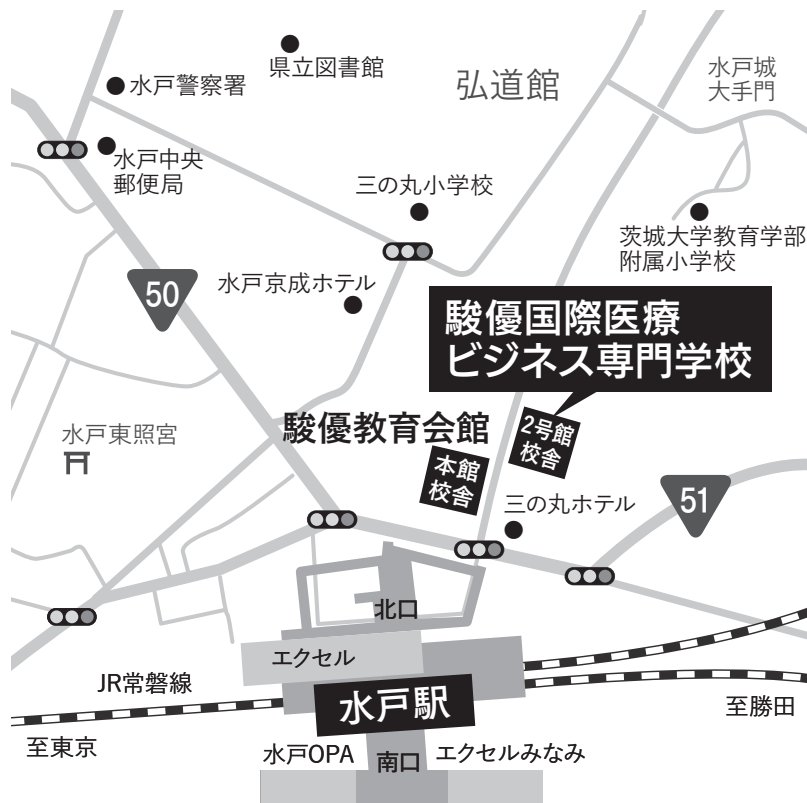 県立図書館
水戸警察署
弘道館
水戸城
大手門
水戸中央
郵便局
三の丸小学校
茨城大学教育学部
附属小学校
水戸京成ホテル
50
駿優国際医療
ビジネス専門学校
駿優教育会館
2号館
校舎
本館
校舎
水戸東照宮
三の丸ホテル
51
北口
エクセル
JR常磐線
水戸駅
至勝田
至東京
水戸OPA
南口
エクセルみなみ